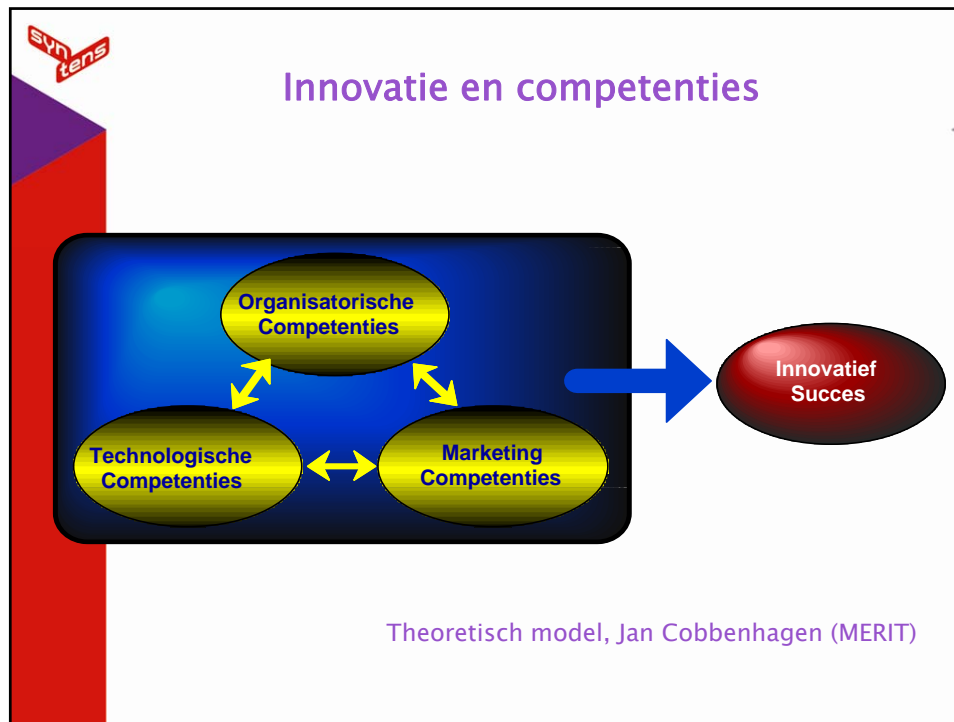 syn
tens
Innovatie en competenties
Organisatorische
Competenties
Technologische
Competenties
Marketing
Competenties
Innovatief
Succes
Theoretisch model, Jan Cobbenhagen (MERIT)